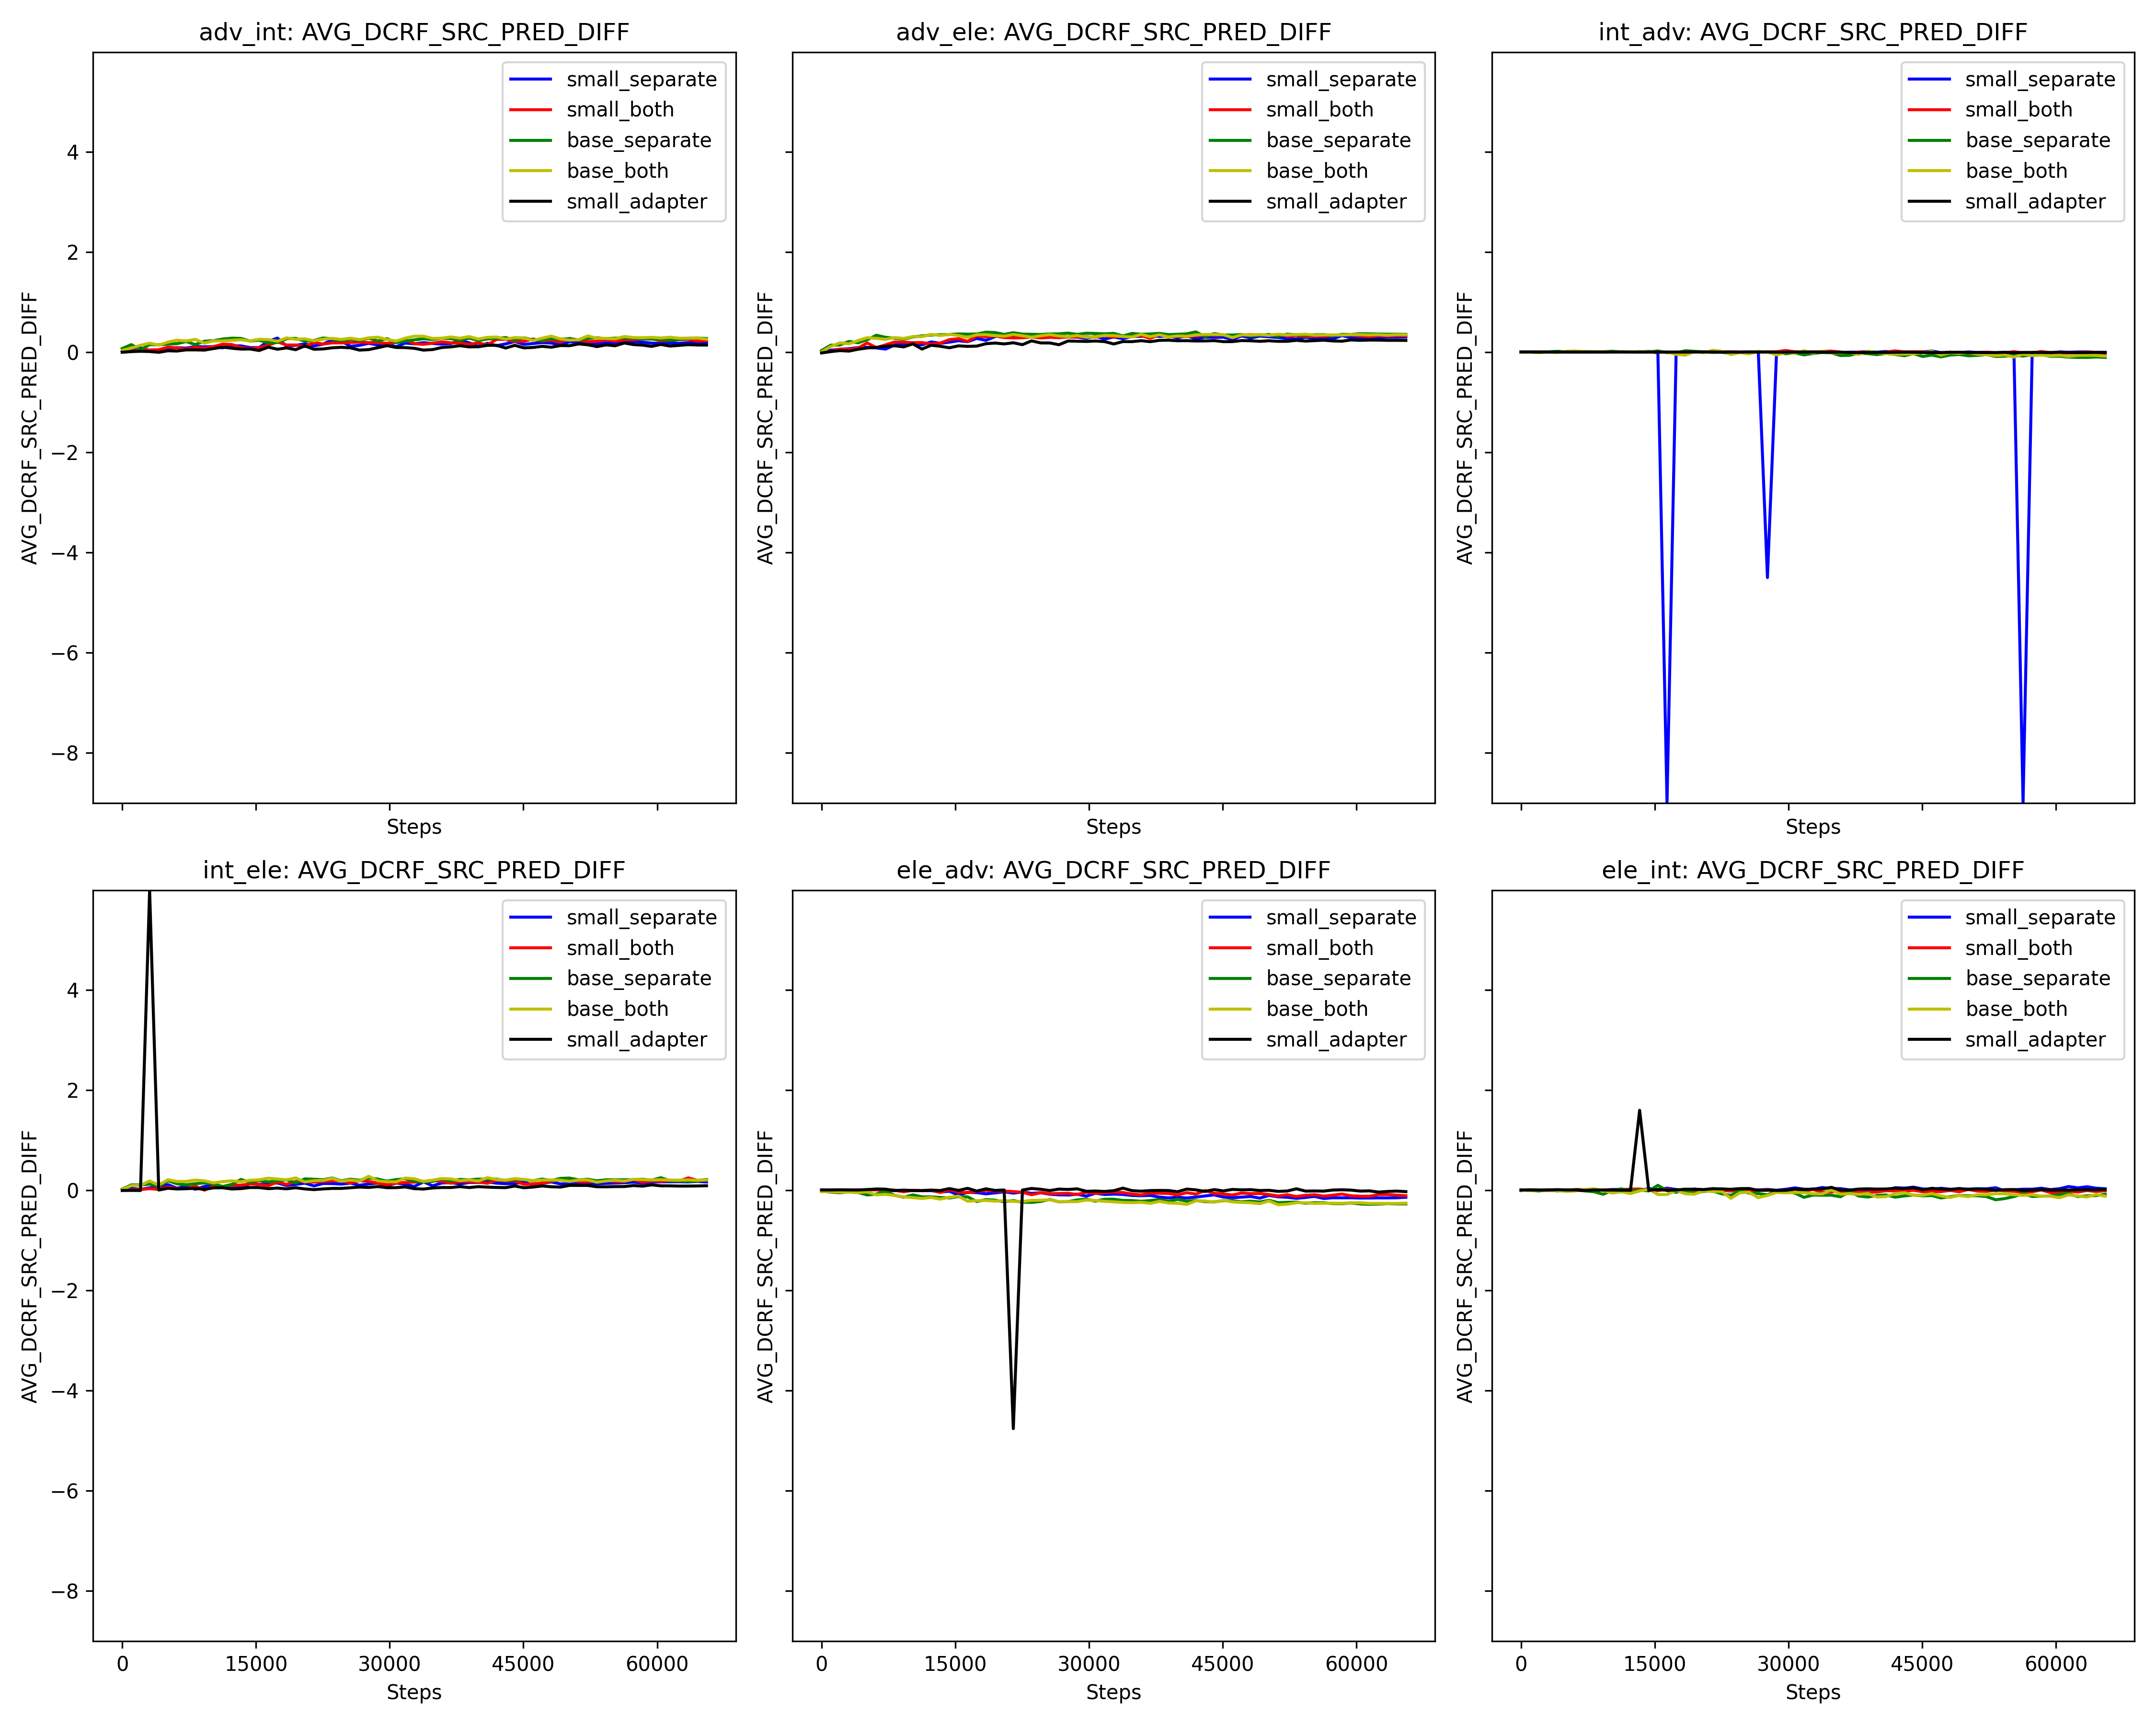 adv_int: AVG_DCRF_SRC_PRED_DIFF
AVG_DCRF_SRC_PRED_DIFF
4
2
0
−2
−4
−6
−8
small_separate
small_both
base_separate
base_both
small_adapter
Steps
adv_ele: AVG_DCRF_SRC_PRED_DIFF
AVG_DCRF_SRC_PRED_DIFF
small_separate
small_both
base_separate
base_both
small_adapter
Steps
int_adv: AVG_DCRF_SRC_PRED_DIFF
AVG_DCRF_SRC_PRED_DIFF
small_separate
small_both
base_separate
base_both
small_adapter
Steps
int_ele: AVG_DCRF_SRC_PRED_DIFF
AVG_DCRF_SRC_PRED_DIFF
4
2
0
−2
−4
−6
−8
small_separate
small_both
base_separate
base_both
small_adapter
0 15000 30000 45000 60000
Steps
ele_adv: AVG_DCRF_SRC_PRED_DIFF
AVG_DCRF_SRC_PRED_DIFF
small_separate
small_both
base_separate
base_both
small_adapter
0 15000 30000 45000 60000
Steps
ele_int: AVG_DCRF_SRC_PRED_DIFF
AVG_DCRF_SRC_PRED_DIFF
small_separate
small_both
base_separate
base_both
small_adapter
0 15000 30000 45000 60000
Steps